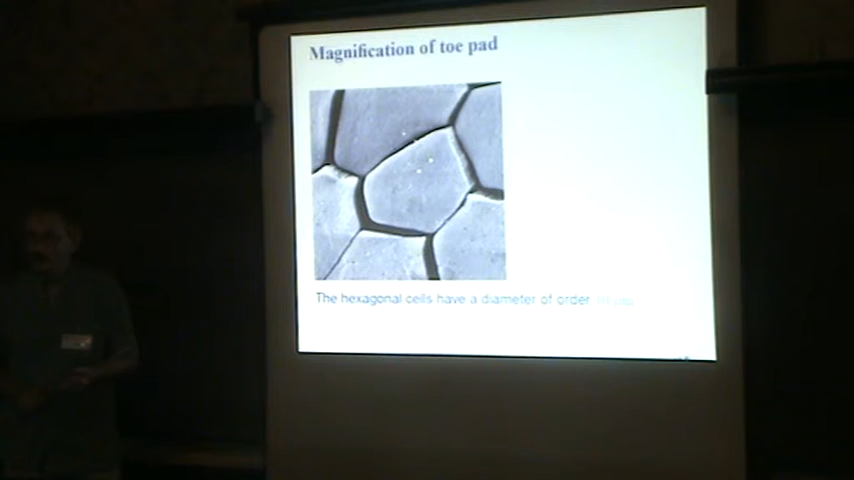 Magnification of toe pad
The hexagonal cells have a diameter of order